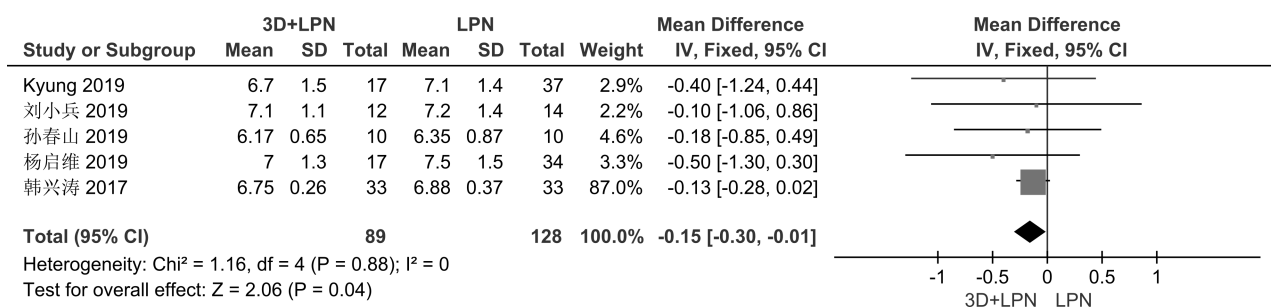 3D+LPN LPN Mean Difference Mean Difference
Study or Subgroup Mean SD Total Mean SD Total Weight IV, Fixed, 95% CI IV, Fixed, 95% CI
Kyung 2019 6.7 1.5 17 7.1 1.4 37 2.9% -0.40 [-1.24, 0.44]
刘小兵 2019 7.1 1.1 12 7.2 1.4 14 2.2% -0.10 [-1.06, 0.86]
孙春山 2019 6.17 0.65 10 6.35 0.87 10 4.6% -0.18 [-0.85, 0.49]
杨启维 2019 7 1.3 17 7.5 1.5 34 3.3% -0.50 [-1.30, 0.30]
韩兴涛 2017 6.75 0.26 33 6.88 0.37 33 87.0% -0.13 [-0.28, 0.02]
Total (95% CI) 89 128 100.0% -0.15 [-0.30, -0.01]
Heterogeneity: Chi² = 1.16, df = 4 (P = 0.88); I² = 0
Test for overall effect: Z = 2.06 (P = 0.04)
-1 -0.5 0 0.5 1
3D+LPN LPN